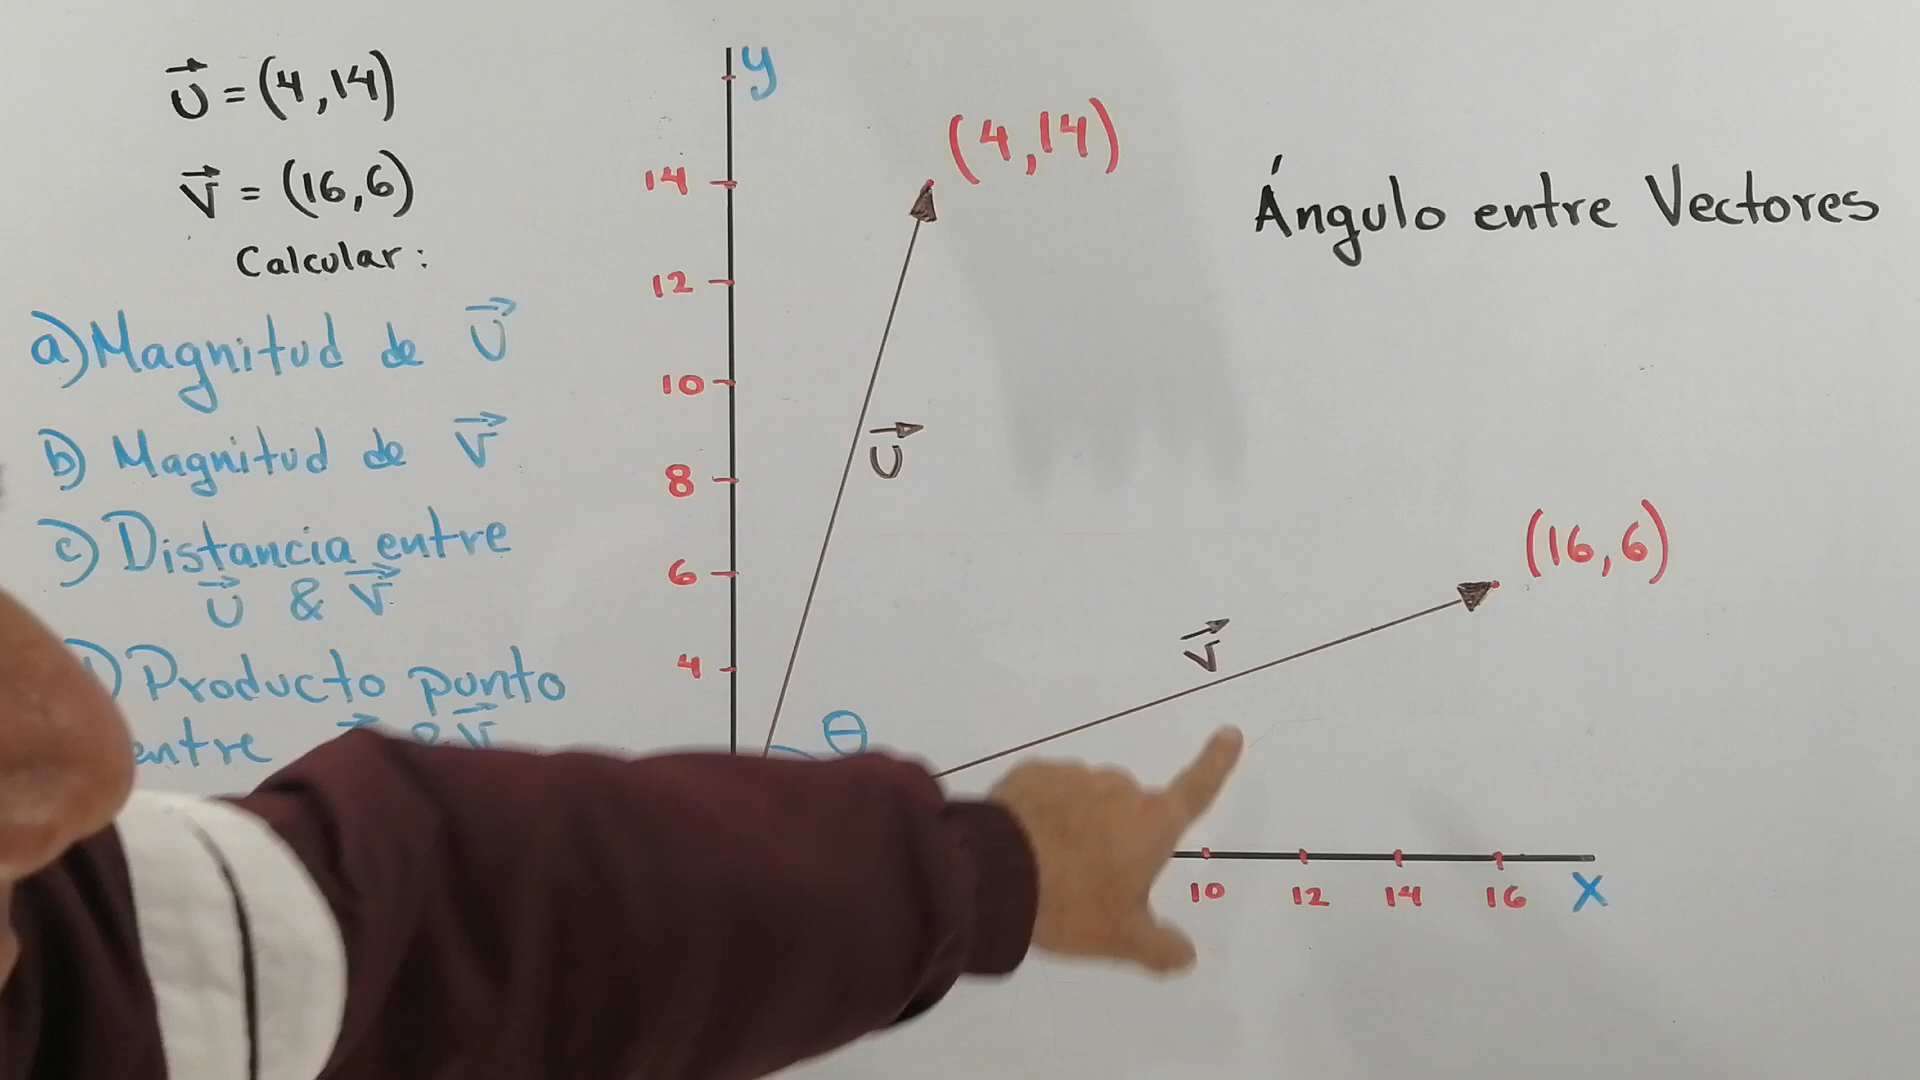 U = (4,14)
V = (16,6)
Calcular:
a) Magnitud de U
b) Magnitud de V
c) Distancia entre
U & V
) Producto punto
entre & V
y
14
12
10
8
6
4
(4,14)
U
Ángulo entre Vectores
(16,6)
V
θ
10 12 14 16 X